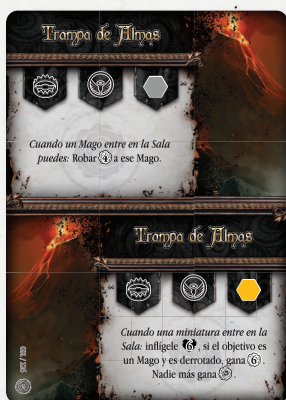 Trampa de Almas
Cuando un Mago entre en la Sala
puedes: Robar 4 a ese Mago.
Trampa de Almas
Cuando una miniatura entre en la
Sala: inflígele 6, si el objetivo es
un Mago y es derrotado, gana 6.
Nadie más gana.